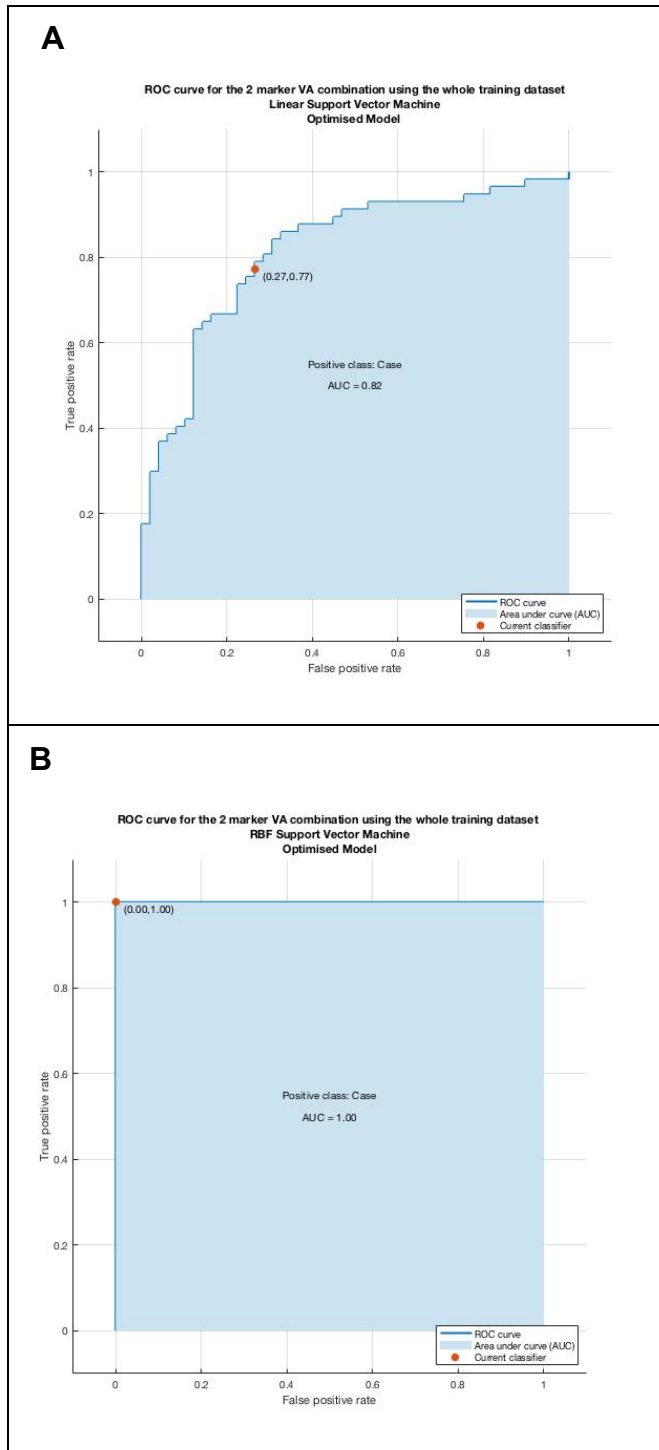 A
ROC curve for the 2 marker VA combination using the whole training dataset
Linear Support Vector Machine
Optimised Model
1
0.8
0.6
0.4
0.2
0
True positive rate
(0.27,0.77)
Positive class: Case
AUC = 0.82
ROC curve
Area under curve (AUC)
Current classifier
0 0.2 0.4 0.6 0.8 1
False positive rate
B
ROC curve for the 2 marker VA combination using the whole training dataset
RBF Support Vector Machine
Optimised Model
1
0.8
0.6
0.4
0.2
0
True positive rate
(0.00,1.00)
Positive class: Case
AUC = 1.00
ROC curve
Area under curve (AUC)
Current classifier
0 0.2 0.4 0.6 0.8 1
False positive rate